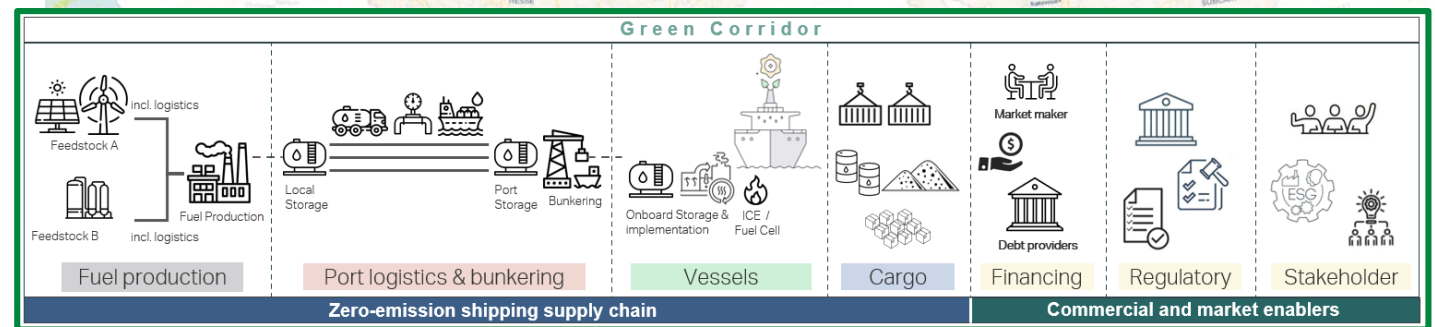 Green Corridor
incl. logistics
Feedstock A
Fuel Production
Feedstock B
incl. logistics
Fuel production
Local
Storage
Port
Storage
Bunkering
Port logistics & bunkering
Onboard Storage &
implementation
ICE /
Fuel Cell
Vessels
Cargo
Market maker
$
Debt providers
Financing
Regulatory
ESG
Stakeholder
Zero-emission shipping supply chain
Commercial and market enablers